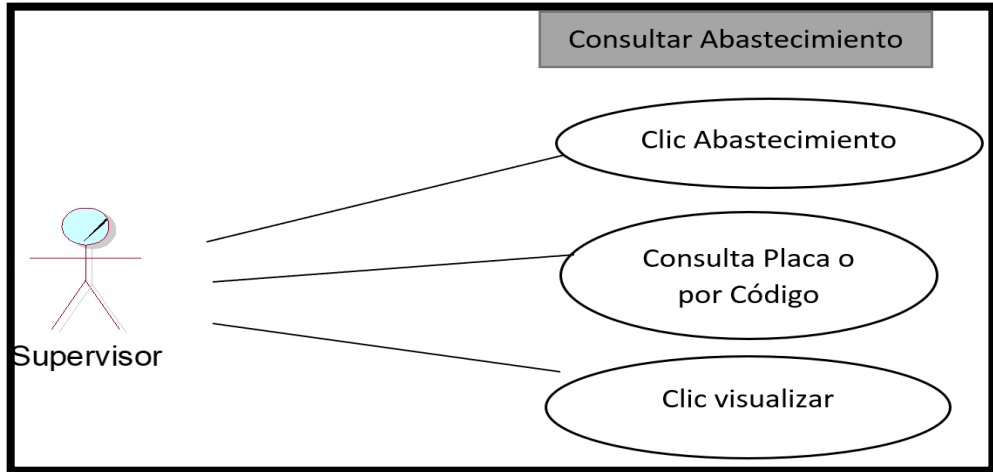 Consultar Abastecimiento
Clic Abastecimiento
Consulta Placa o
por Código
Clic visualizar
Supervisor